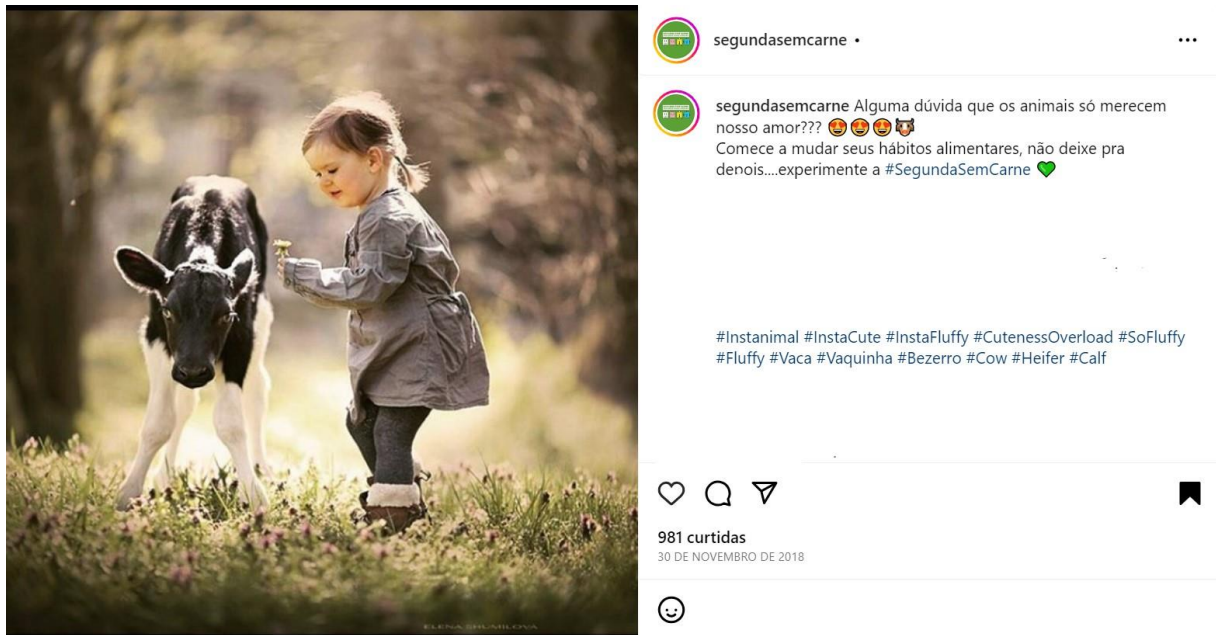 segundasemcarne •
segundasemcarne Alguma dúvida que os animais só merecem
nosso amor??? 😍😍😍🐮
Comece a mudar seus hábitos alimentares, não deixe pra
depois....experimente a #SegundaSemCarne 💚
#Instanimal #InstaCute #InstaFluffy #CutenessOverload #SoFluffy
#Fluffy #Vaca #Vaquinha #Bezerro #Cow #Heifer #Calf
981 curtidas
30 DE NOVEMBRO DE 2018
ELENA SHUMILOVA